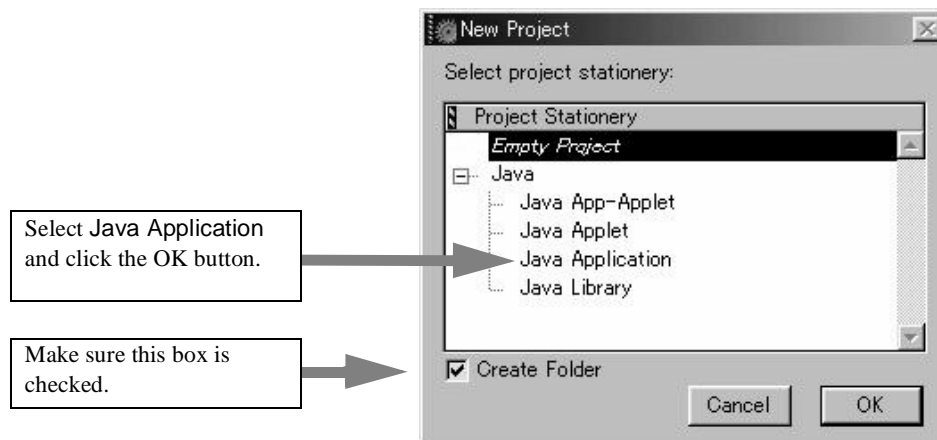 New Project
Select project stationery:
Project Stationery
Empty Project
Java
Java App-Applet
Java Applet
Java Application
Java Library
Create Folder
Cancel OK
Select Java Application
and click the OK button.
Make sure this box is
checked.